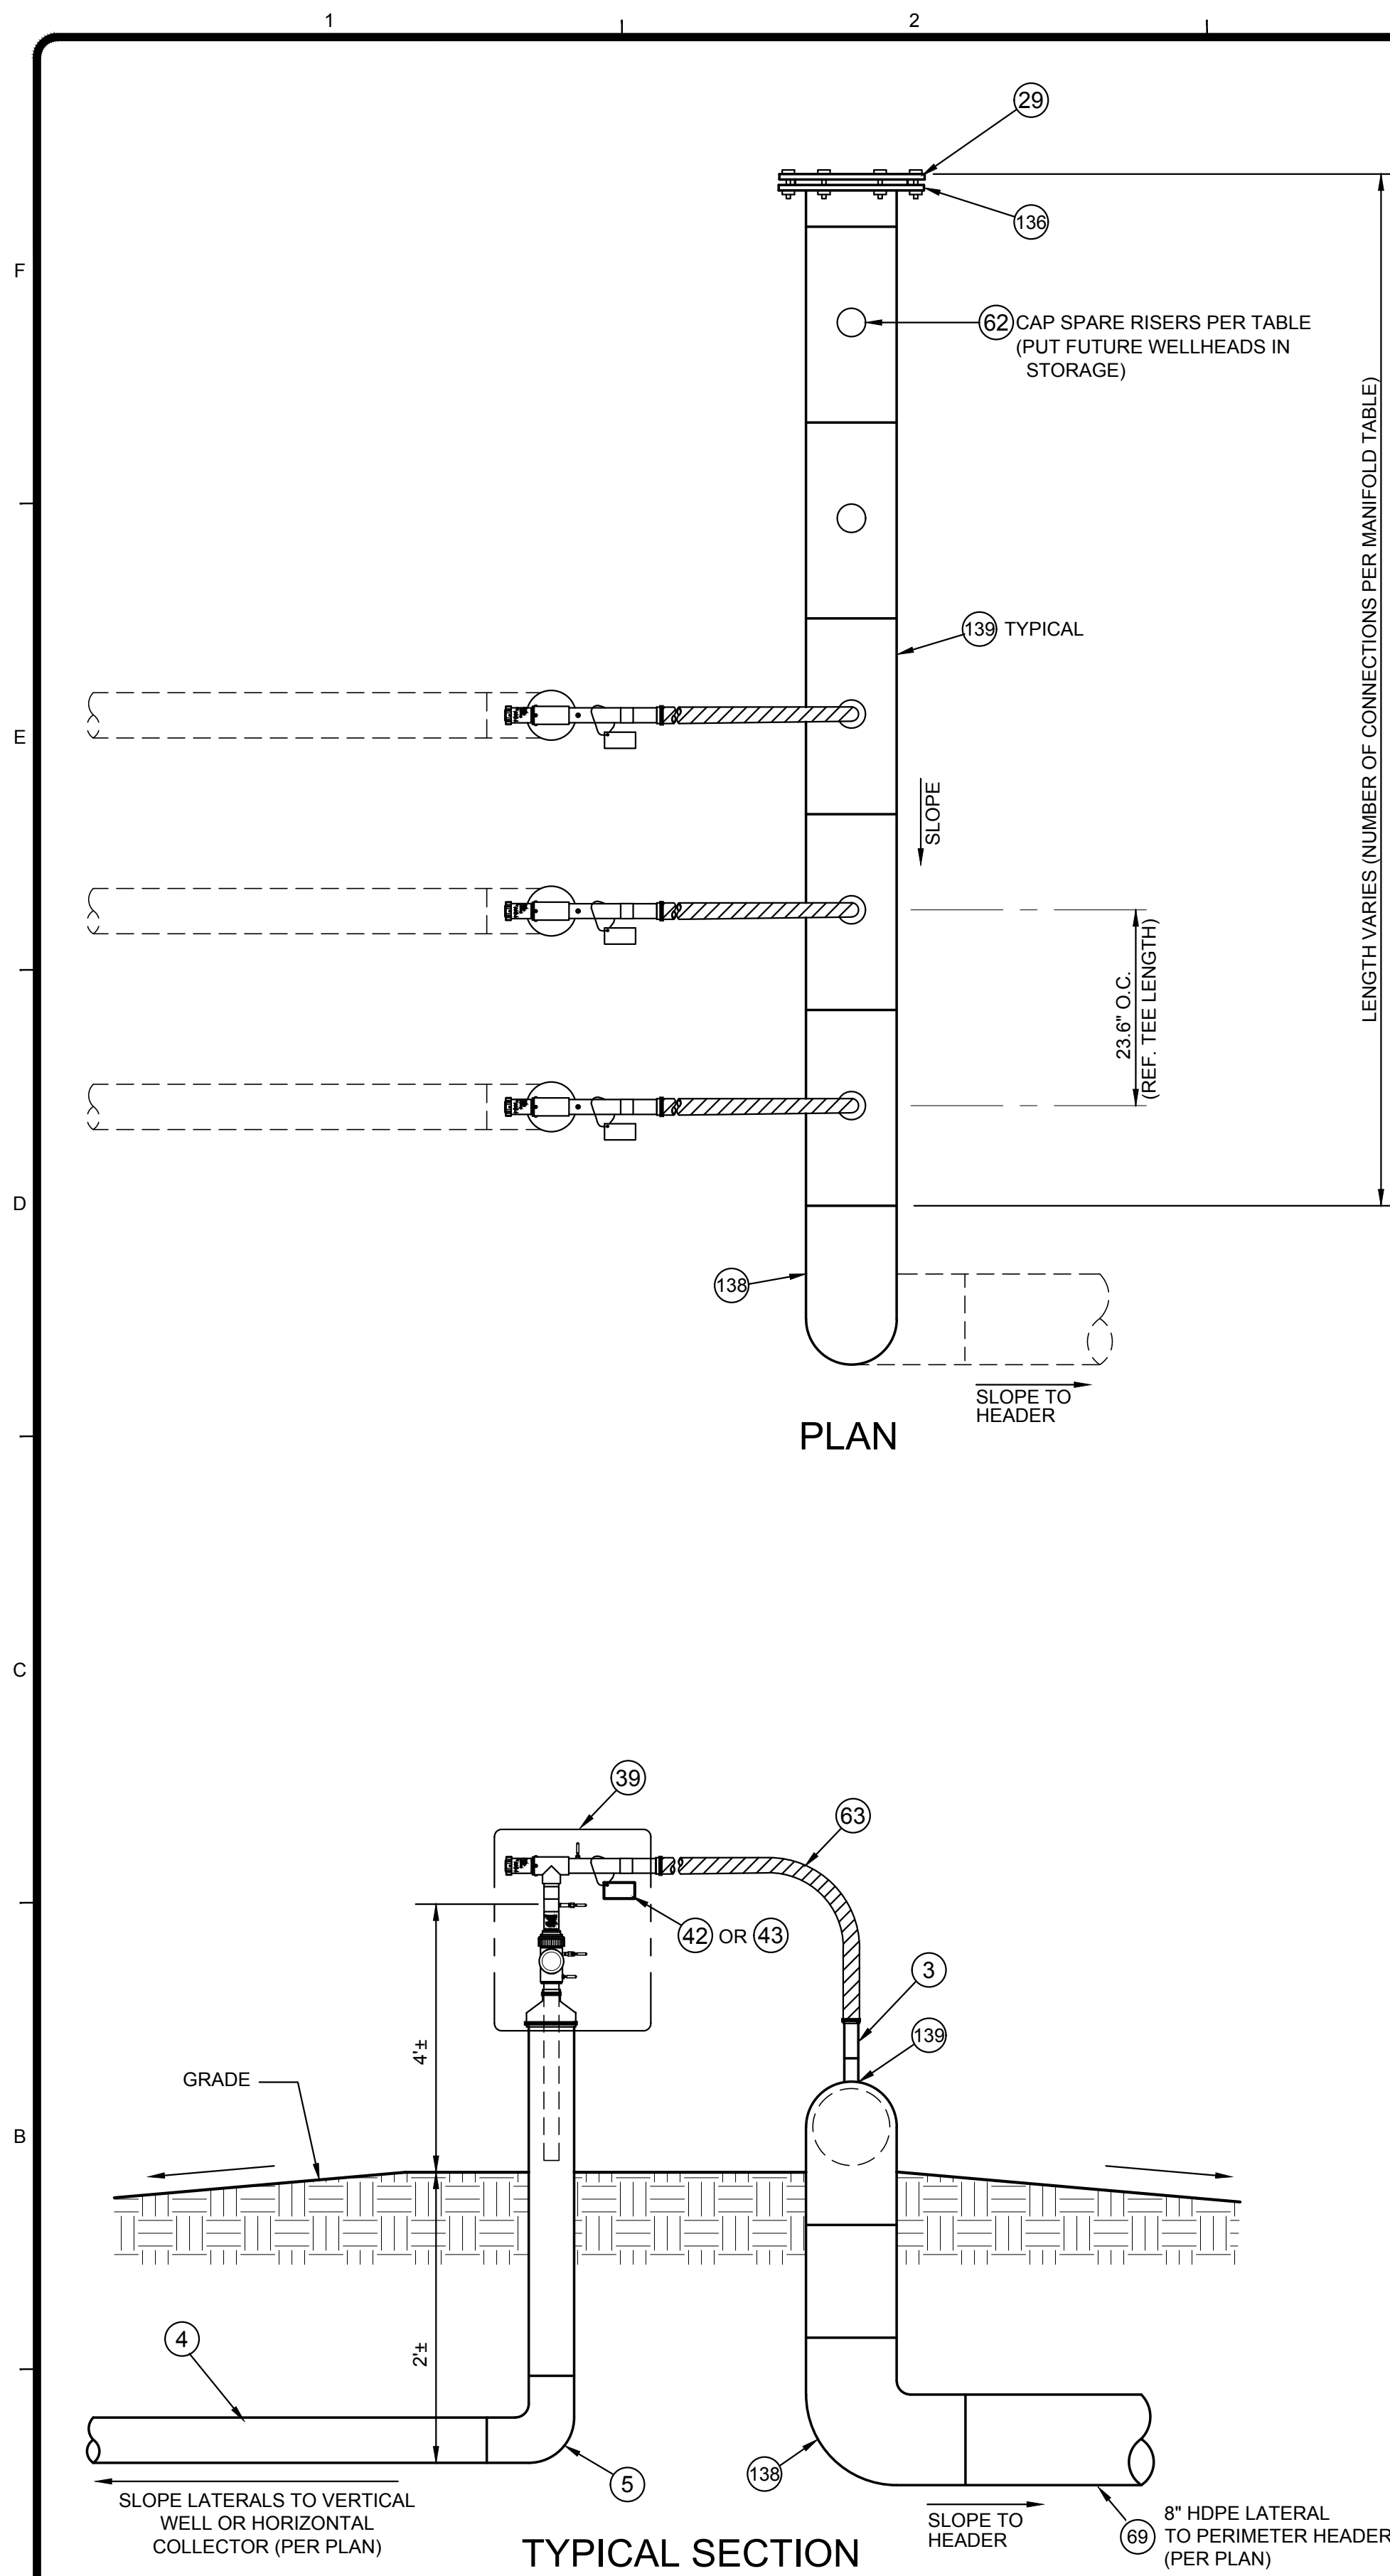 1
2
29
136
F
62 CAP SPARE RISERS PER TABLE
(PUT FUTURE WELLHEADS IN
STORAGE)
LENGTH VARIES (NUMBER OF CONNECTIONS PER MANIFOLD TABLE)
139 TYPICAL
E
SLOPE
23.6" O.C.
(REF. TEE LENGTH)
D
138
SLOPE TO
HEADER
PLAN
C
39
63
42 OR 43
3
139
4'±
GRADE
B
4
2'±
5
138
SLOPE LATERALS TO VERTICAL
WELL OR HORIZONTAL
COLLECTOR (PER PLAN)
SLOPE TO
HEADER
69
8" HDPE LATERAL
TO PERIMETER HEADER
(PER PLAN)
TYPICAL SECTION